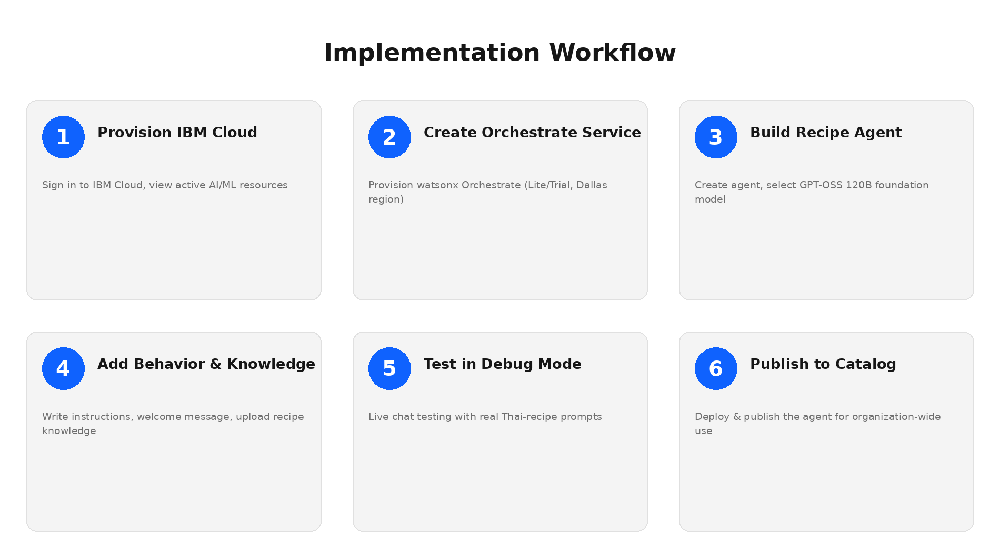 Implementation Workflow
1
Provision IBM Cloud
Sign in to IBM Cloud, view active AI/ML resources
2
Create Orchestrate Service
Provision watsonx Orchestrate (Lite/Trial, Dallas
region)
3
Build Recipe Agent
Create agent, select GPT-OSS 120B foundation
model
4
Add Behavior & Knowledge
Write instructions, welcome message, upload recipe
knowledge
5
Test in Debug Mode
Live chat testing with real Thai-recipe prompts
6
Publish to Catalog
Deploy & publish the agent for organization-wide
use